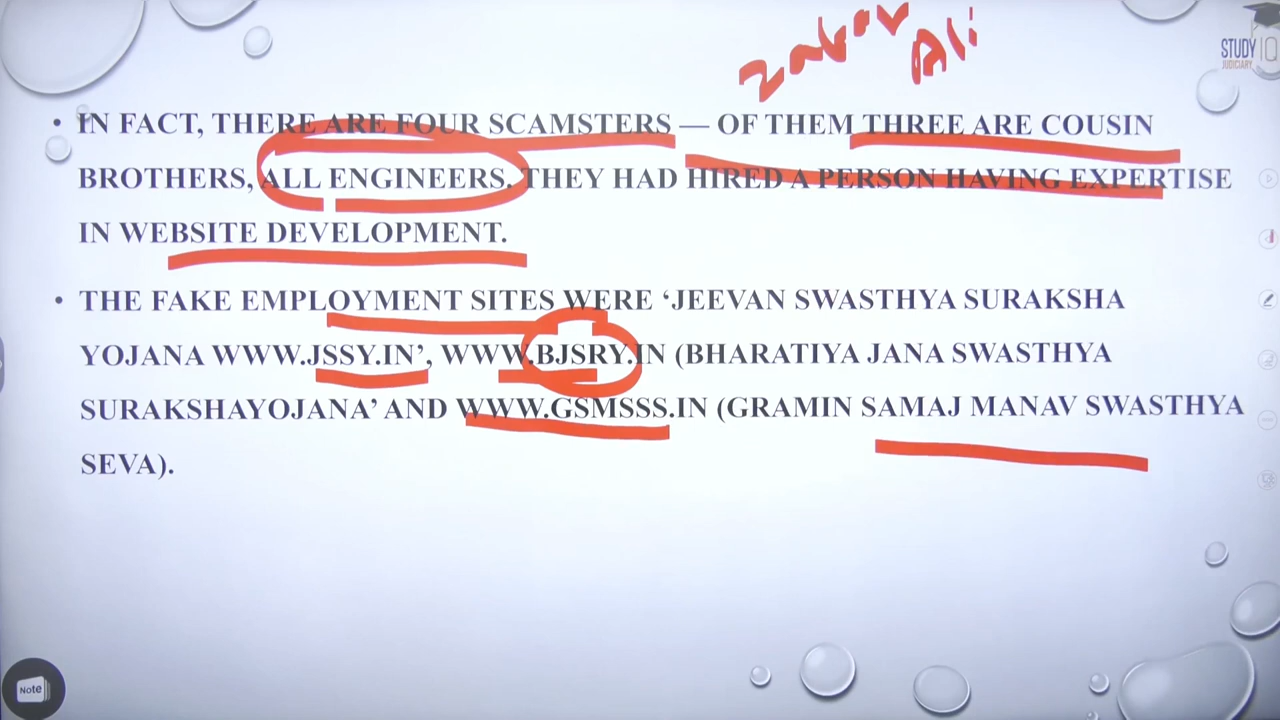 zafar Ali
STUDY IQ
JUDICIARY
• IN FACT, THERE ARE FOUR SCAMSTERS — OF THEM THREE ARE COUSIN
BROTHERS, ALL ENGINEERS. THEY HAD HIRED A PERSON HAVING EXPERTISE
IN WEBSITE DEVELOPMENT.
• THE FAKE EMPLOYMENT SITES WERE ‘JEEVAN SWASTHYA SURAKSHA
YOJANA WWW.JSSY.IN’, WWW.BJSRY.IN (BHARATIYA JANA SWASTHYA
SURAKSHAYOJANA’ AND WWW.GSMSSS.IN (GRAMIN SAMAJ MANAV SWASTHYA
SEVA).
Note